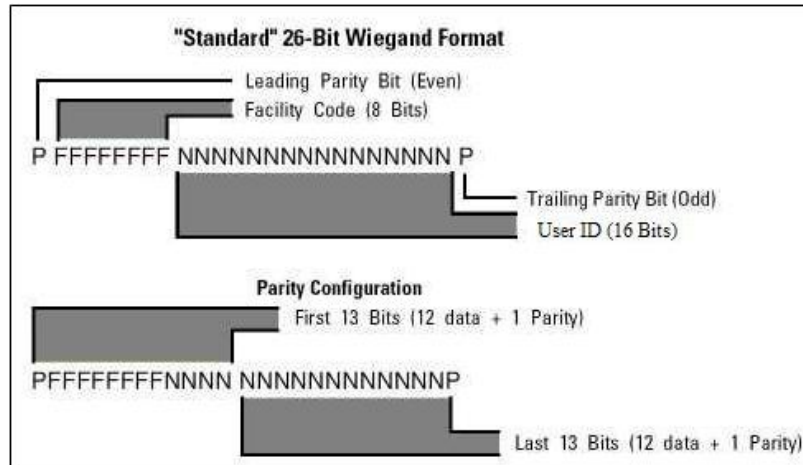 "Standard" 26-Bit Wiegand Format
Leading Parity Bit (Even)
Facility Code (8 Bits)
P FFFFFFFF NNNNNNNNNNNNNNNN P
Trailing Parity Bit (Odd)
User ID (16 Bits)
Parity Configuration
First 13 Bits (12 data + 1 Parity)
PFFFFFFFFNNNN NNNNNNNNNNNNP
Last 13 Bits (12 data + 1 Parity)